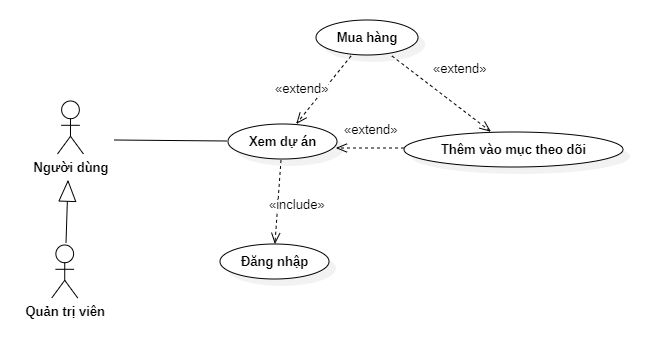 Mua hàng
«extend»
«extend»
«extend»
Xem dự án
Thêm vào mục theo dõi
Người dùng
«include»
Đăng nhập
Quản trị viên